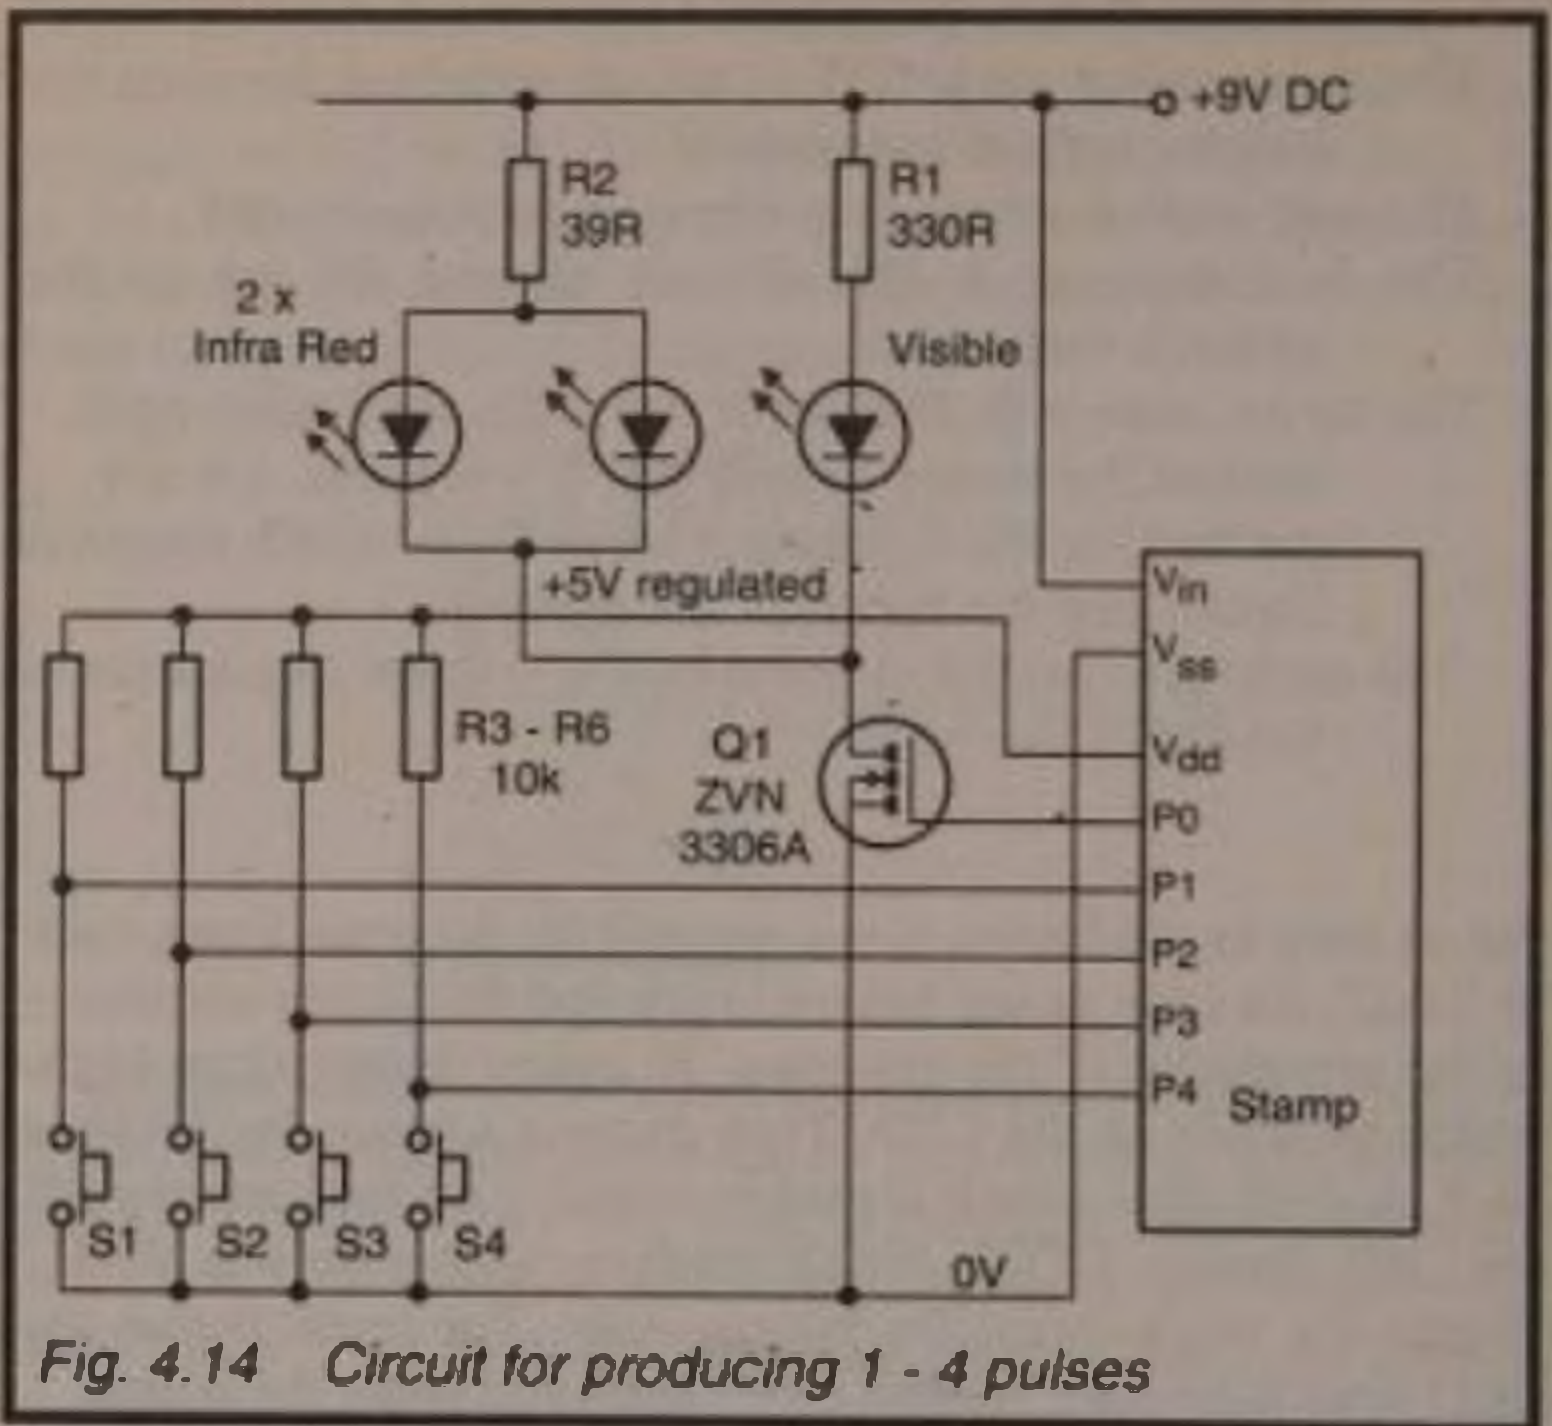 +9V DC
R2
39R
R1
330R
2 x
Infra Red
Visible
+5V regulated
Vin
Vss
Vdd
P0
P1
P2
P3
P4
Stamp
R3 - R6
10k
Q1
ZVN
3306A
S1
S2
S3
S4
0V
Fig. 4.14 Circuit for producing 1 - 4 pulses